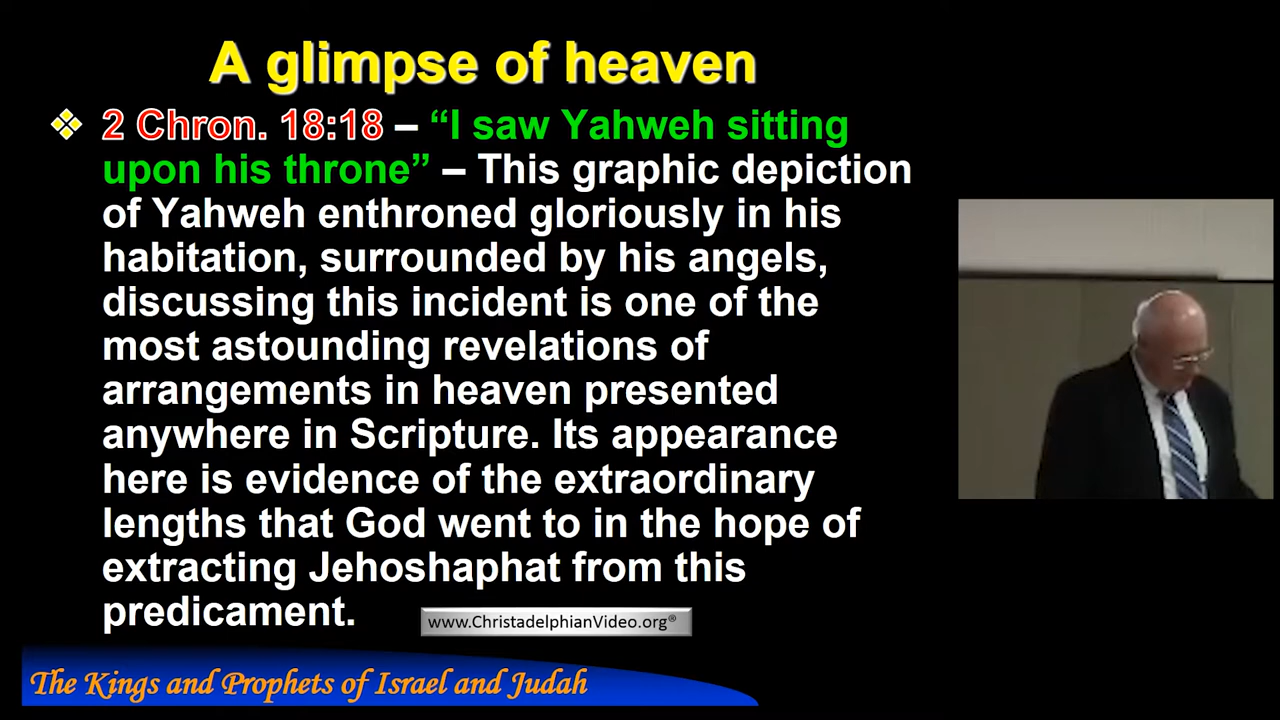 A glimpse of heaven
2 Chron. 18:18 – “I saw Yahweh sitting
upon his throne” – This graphic depiction
of Yahweh enthroned gloriously in his
habitation, surrounded by his angels,
discussing this incident is one of the
most astounding revelations of
arrangements in heaven presented
anywhere in Scripture. Its appearance
here is evidence of the extraordinary
lengths that God went to in the hope of
extracting Jehoshaphat from this
predicament.
www.ChristadelphianVideo.org®
The Kings and Prophets of Israel and Judah